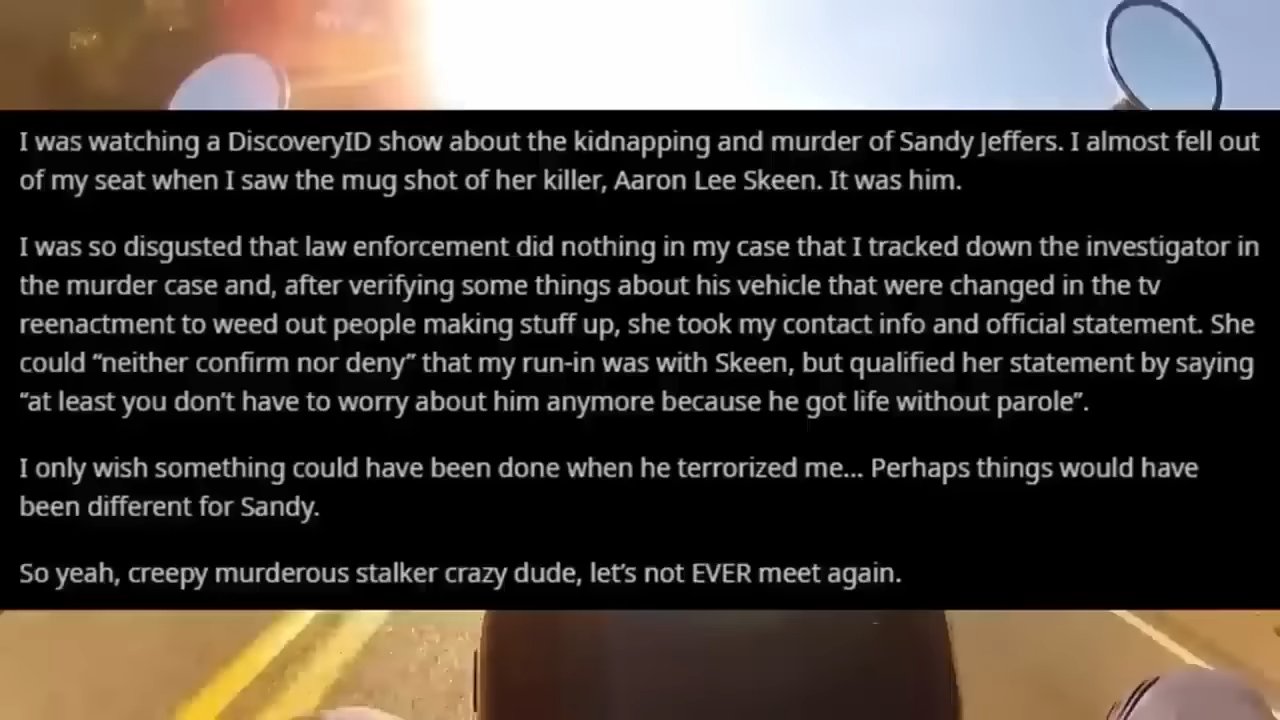 I was watching a DiscoveryID show about the kidnapping and murder of Sandy Jeffers. I almost fell out
of my seat when I saw the mug shot of her killer, Aaron Lee Skeen. It was him.
I was so disgusted that law enforcement did nothing in my case that I tracked down the investigator in
the murder case and, after verifying some things about his vehicle that were changed in the tv
reenactment to weed out people making stuff up, she took my contact info and official statement. She
could “neither confirm nor deny” that my run-in was with Skeen, but qualified her statement by saying
“at least you don’t have to worry about him anymore because he got life without parole”.
I only wish something could have been done when he terrorized me... Perhaps things would have
been different for Sandy.
So yeah, creepy murderous stalker crazy dude, let’s not EVER meet again.